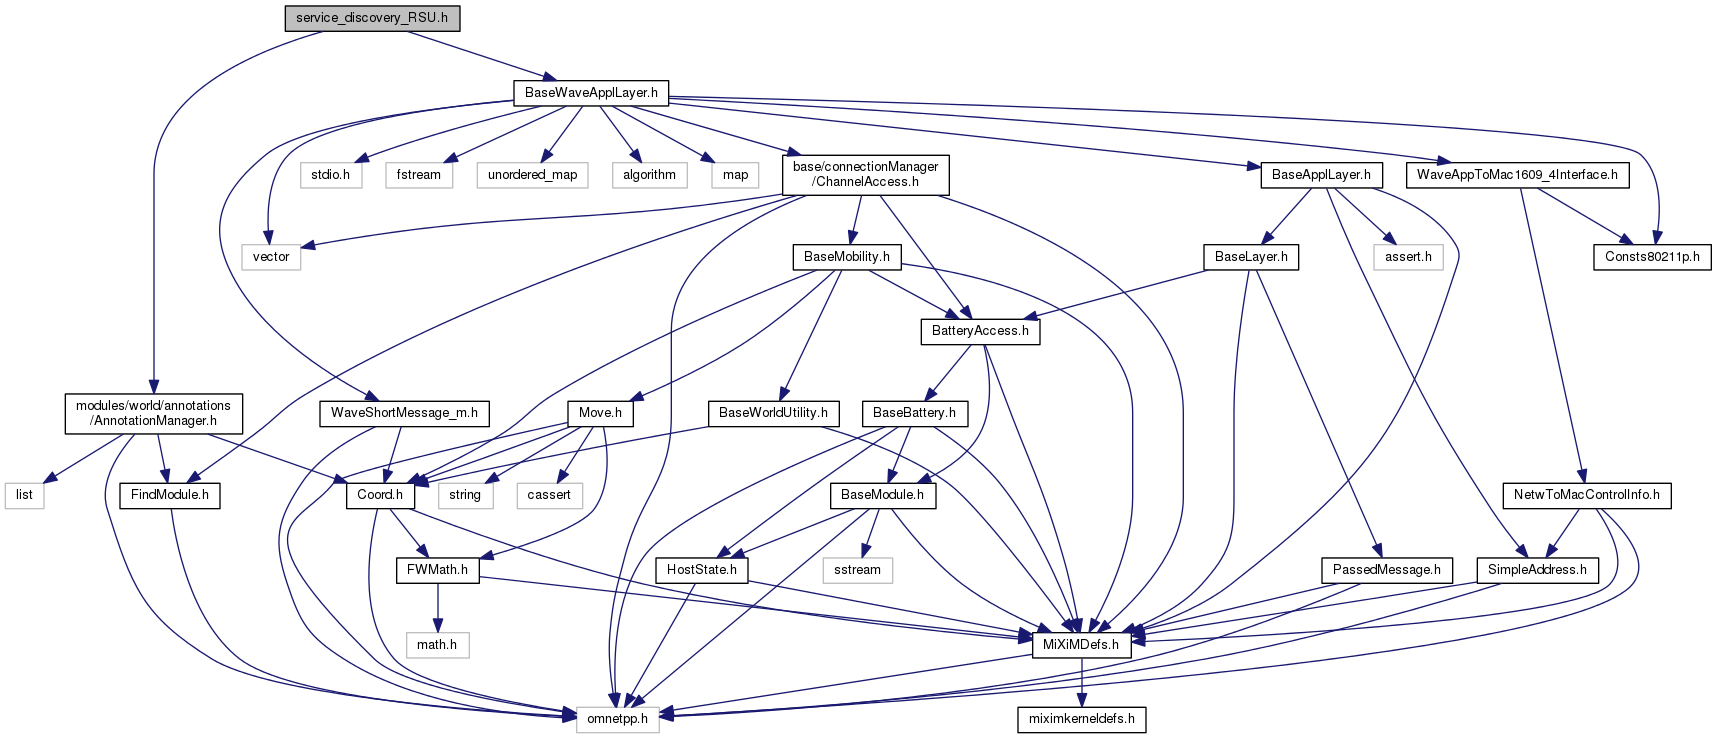 service_discovery_RSU.h
BaseWaveApplLayer.h
stdio.h
fstream
unordered_map
algorithm
map
base/connectionManager
/ChannelAccess.h
BaseApplLayer.h
WaveAppToMac1609_4Interface.h
vector
BaseMobility.h
BaseLayer.h
assert.h
Consts80211p.h
BatteryAccess.h
modules/world/annotations
/AnnotationManager.h
WaveShortMessage_m.h
Move.h
BaseWorldUtility.h
BaseBattery.h
list
FindModule.h
Coord.h
string
cassert
BaseModule.h
NetwToMacControlInfo.h
FWMath.h
HostState.h
sstream
PassedMessage.h
SimpleAddress.h
math.h
MiXiMDefs.h
omnetpp.h
miximkerneldefs.h